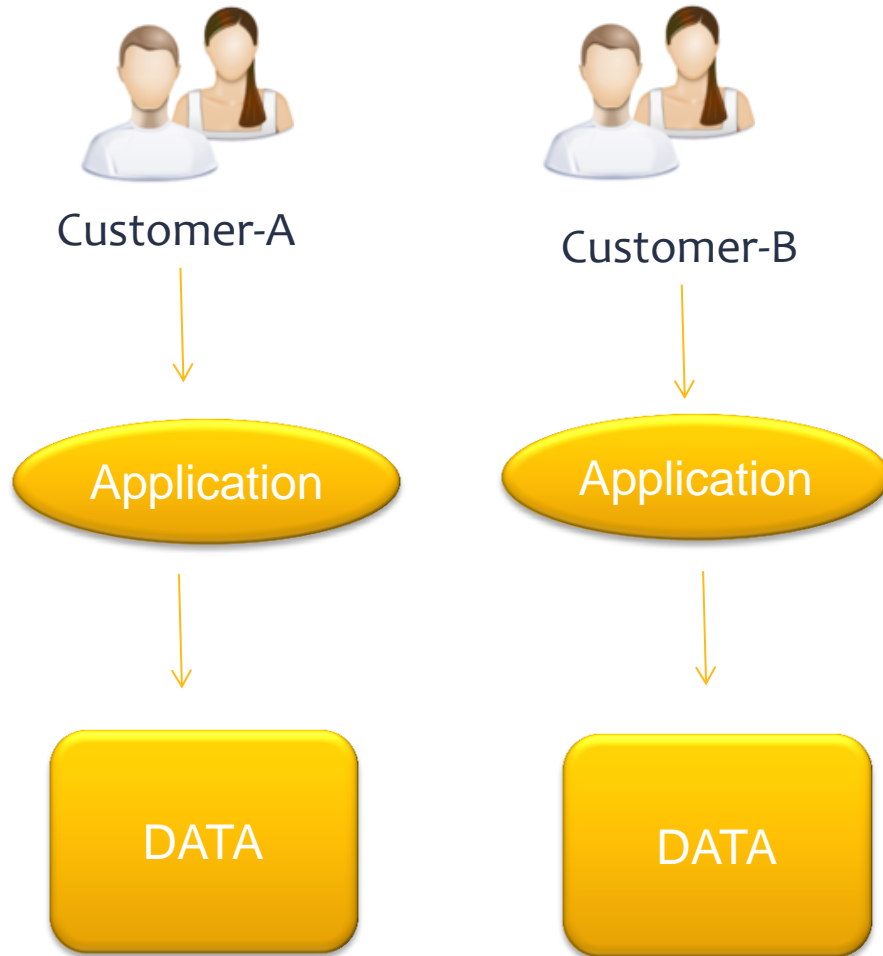 Customer-A
Customer-B
Application
Application
DATA
DATA